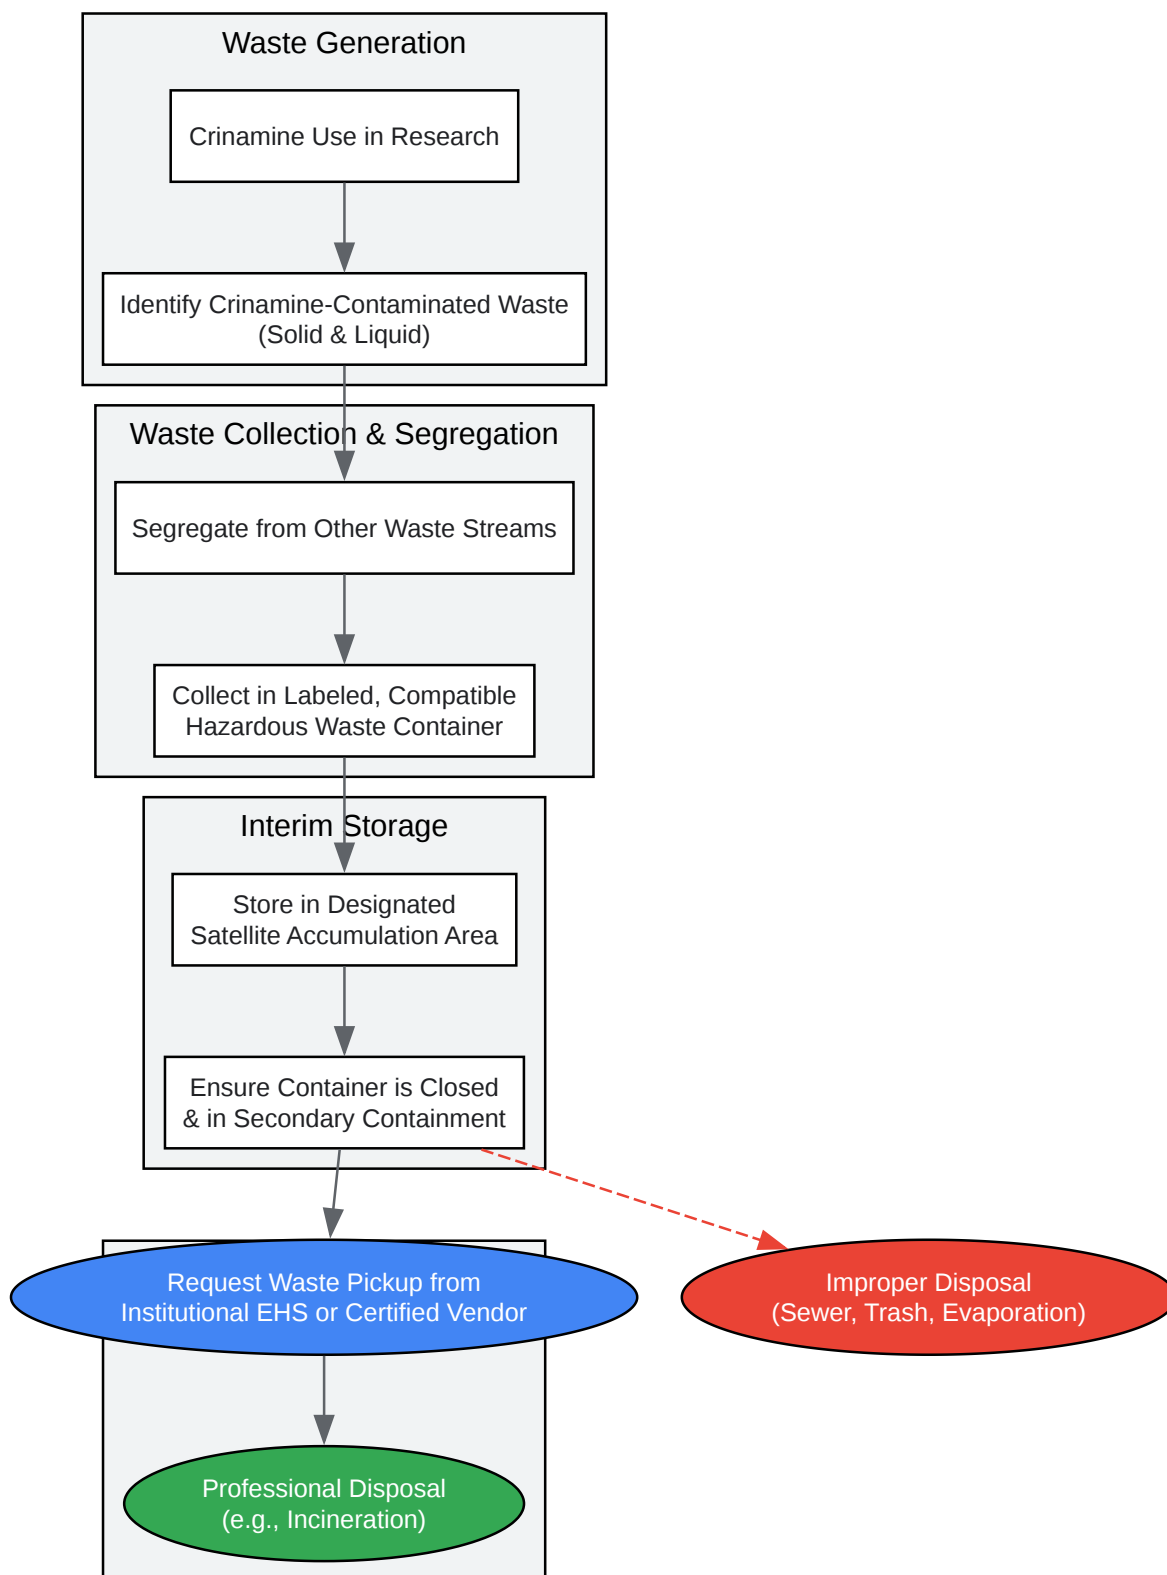 Waste Generation
Crinamine Use in Research
Identify Crinamine-Contaminated Waste
(Solid & Liquid)
Waste Collection & Segregation
Segregate from Other Waste Streams
Collect in Labeled, Compatible
Hazardous Waste Container
Interim Storage
Store in Designated
Satellite Accumulation Area
Ensure Container is Closed
& in Secondary Containment
Request Waste Pickup from
Institutional EHS or Certified Vendor
Improper Disposal
(Sewer, Trash, Evaporation)
Professional Disposal
(e.g., Incineration)